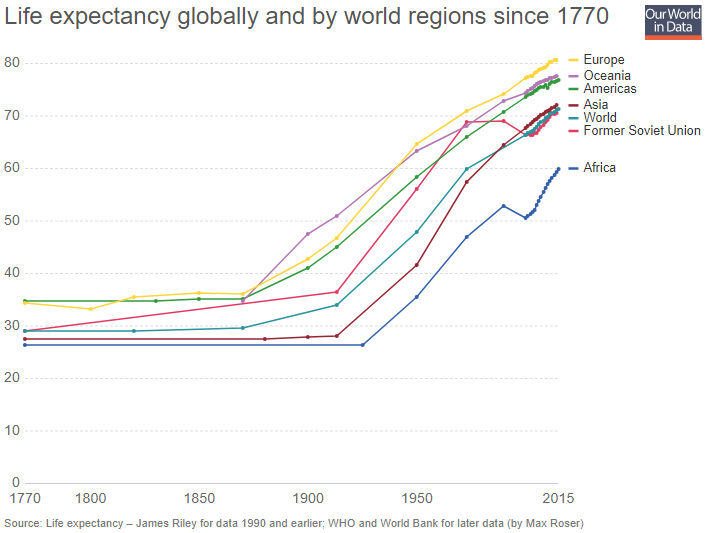 Life expectancy globally and by world regions since 1770
Our World
in Data
80
70
60
50
40
30
20
10
0
1770
1800
1850
1900
1950
2015
Europe
Oceania
Americas
Asia
World
Former Soviet Union
Africa
Source: Life expectancy – James Riley for data 1990 and earlier; WHO and World Bank for later data (by Max Roser)